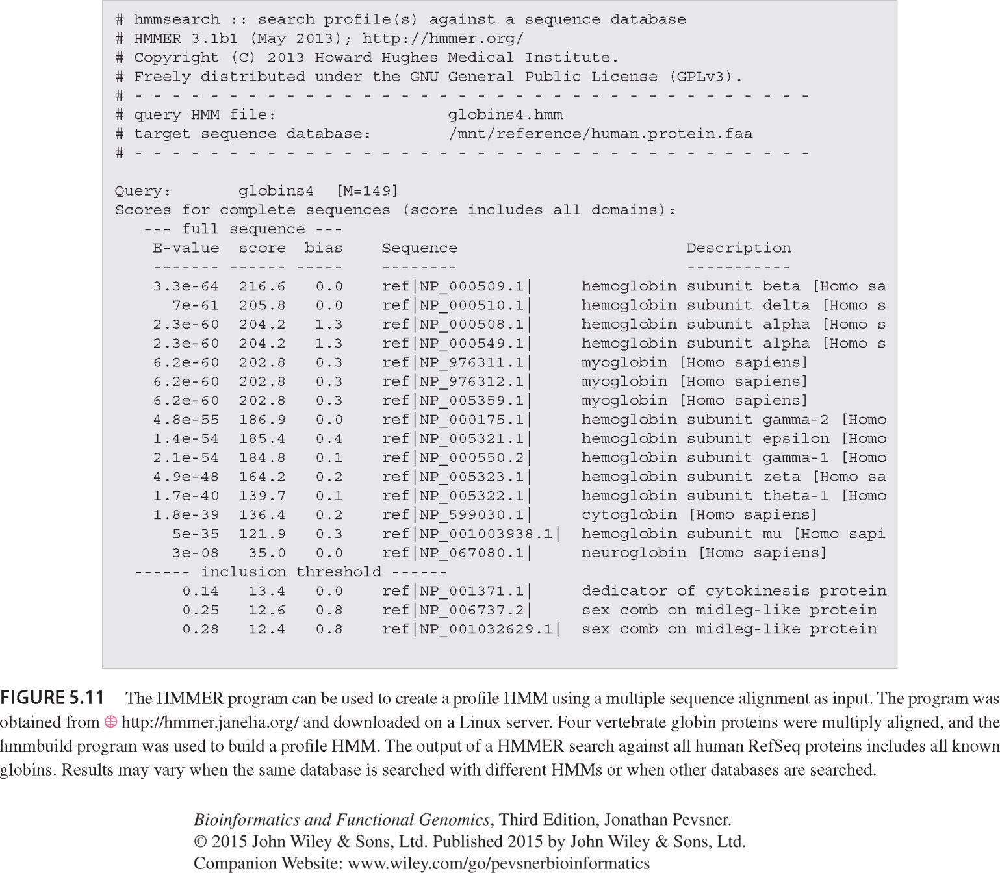 # hmmsearch :: search profile(s) against a sequence database
# HMMER 3.1b1 (May 2013); http://hmmer.org/
# Copyright (C) 2013 Howard Hughes Medical Institute.
# Freely distributed under the GNU General Public License (GPLv3).
# - - - - - - - - - - - - - - - - - - - - - - - - - - - - - - - - - - - -
# query HMM file: globins4.hmm
# target sequence database: /mnt/reference/human.protein.faa
# - - - - - - - - - - - - - - - - - - - - - - - - - - - - - - - - - - - -
Query: globins4 [M=149]
Scores for complete sequences (score includes all domains):
--- full sequence ---
E-value score bias Sequence Description
------- ------ ----- -------- -----------
3.3e-64 216.6 0.0 ref|NP_000509.1| hemoglobin subunit beta [Homo sa
7e-61 205.8 0.0 ref|NP_000510.1| hemoglobin subunit delta [Homo s
2.3e-60 204.2 1.3 ref|NP_000508.1| hemoglobin subunit alpha [Homo s
2.3e-60 204.2 1.3 ref|NP_000549.1| hemoglobin subunit alpha [Homo s
6.2e-60 202.8 0.3 ref|NP_976311.1| myoglobin [Homo sapiens]
6.2e-60 202.8 0.3 ref|NP_976312.1| myoglobin [Homo sapiens]
6.2e-60 202.8 0.3 ref|NP_005359.1| myoglobin [Homo sapiens]
4.8e-55 186.9 0.0 ref|NP_000175.1| hemoglobin subunit gamma-2 [Homo
1.4e-54 185.4 0.4 ref|NP_005321.1| hemoglobin subunit epsilon [Homo
2.1e-54 184.8 0.1 ref|NP_000550.2| hemoglobin subunit gamma-1 [Homo
4.9e-48 164.2 0.2 ref|NP_005323.1| hemoglobin subunit zeta [Homo sa
1.7e-40 139.7 0.1 ref|NP_005322.1| hemoglobin subunit theta-1 [Homo
1.8e-39 136.4 0.2 ref|NP_599030.1| cytoglobin [Homo sapiens]
5e-35 121.9 0.3 ref|NP_001003938.1| hemoglobin subunit mu [Homo sapi
3e-08 35.0 0.0 ref|NP_067080.1| neuroglobin [Homo sapiens]
------ inclusion threshold ------
0.14 13.4 0.0 ref|NP_001371.1| dedicator of cytokinesis protein
0.25 12.6 0.8 ref|NP_006737.2| sex comb on midleg-like protein
0.28 12.4 0.8 ref|NP_001032629.1| sex comb on midleg-like protein
FIGURE 5.11 The HMMER program can be used to create a profile HMM using a multiple sequence alignment as input. The program was
obtained from http://hmmer.janelia.org/ and downloaded on a Linux server. Four vertebrate globin proteins were multiply aligned, and the
hmmbuild program was used to build a profile HMM. The output of a HMMER search against all human RefSeq proteins includes all known
globins. Results may vary when the same database is searched with different HMMs or when other databases are searched.
Bioinformatics and Functional Genomics, Third Edition, Jonathan Pevsner.
© 2015 John Wiley & Sons, Ltd. Published 2015 by John Wiley & Sons, Ltd.
Companion Website: www.wiley.com/go/pevsnerbioinformatics